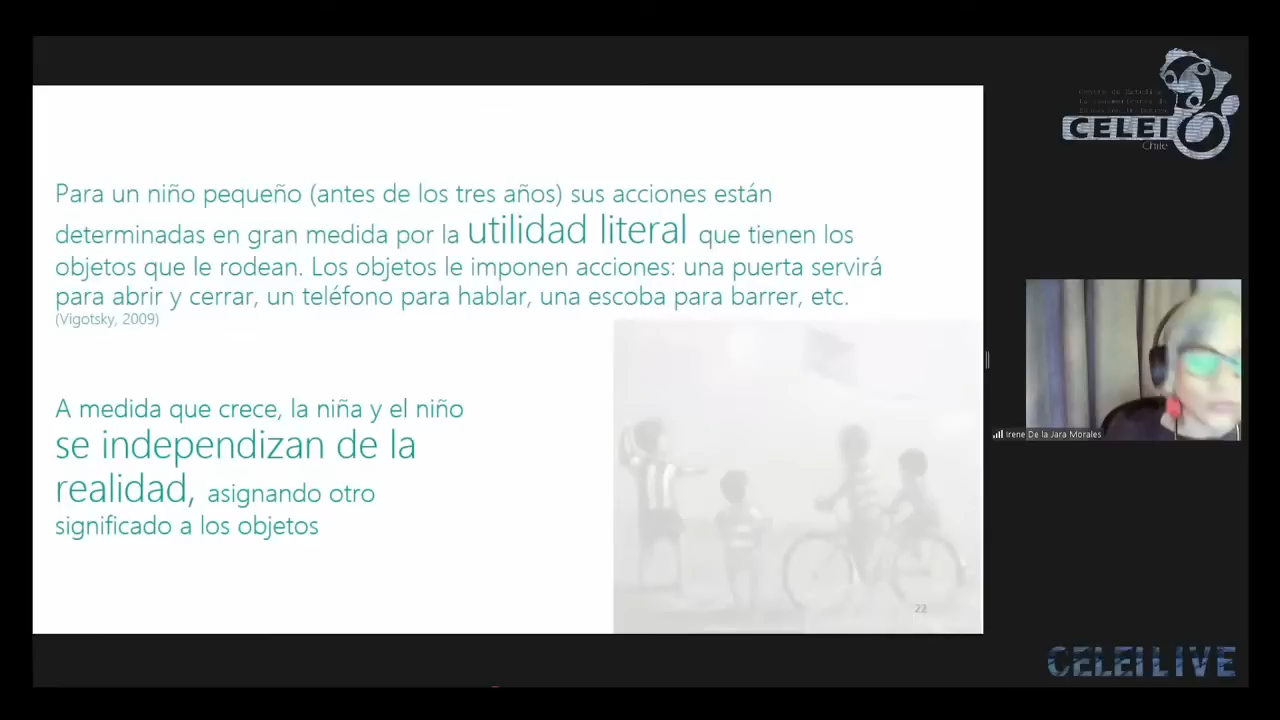 Para un niño pequeño (antes de los tres años) sus acciones están
determinadas en gran medida por la utilidad literal que tienen los
objetos que le rodean. Los objetos le imponen acciones: una puerta servirá
para abrir y cerrar, un teléfono para hablar, una escoba para barrer, etc.
(Vigotsky, 2009)
A medida que crece, la niña y el niño
se independizan de la
realidad, asignando otro
significado a los objetos
22
CELEI
Chile
Irene De la Jara Morales
CELEI LIVE